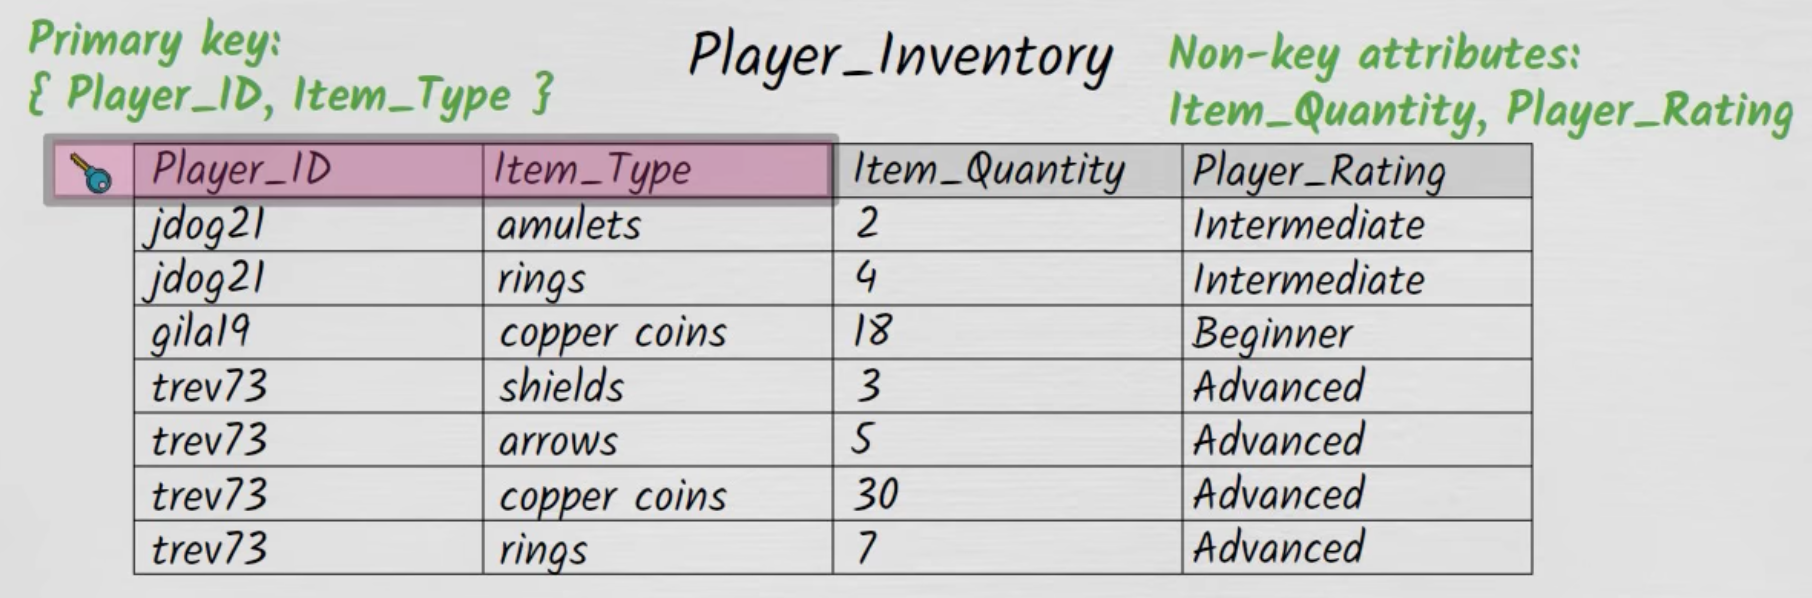 Primary key:
{ Player_ID, Item_Type }
Player_Inventory
Non-key attributes:
Item_Quantity, Player_Rating
Player_ID Item_Type Item_Quantity Player_Rating
jdog21 amulets 2 Intermediate
jdog21 rings 4 Intermediate
gila19 copper coins 18 Beginner
trev73 shields 3 Advanced
trev73 arrows 5 Advanced
trev73 copper coins 30 Advanced
trev73 rings 7 Advanced